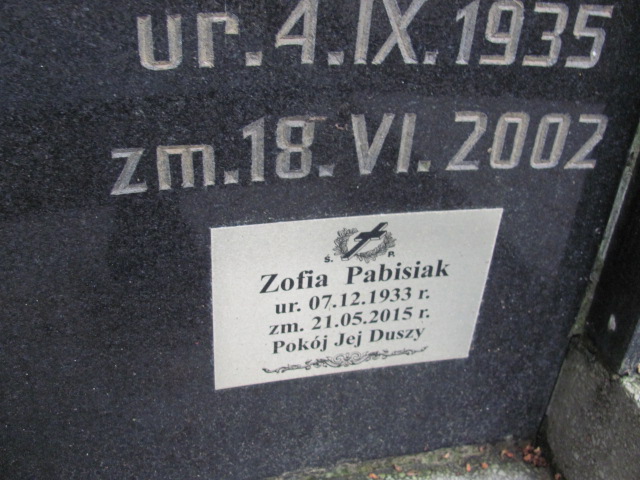 ur. 4. IX. 1935
zm. 18. VI. 2002
Ś. P.
Zofia Pabisiak
ur. 07.12.1933 r.
zm. 21.05.2015 r.
Pokój Jej Duszy